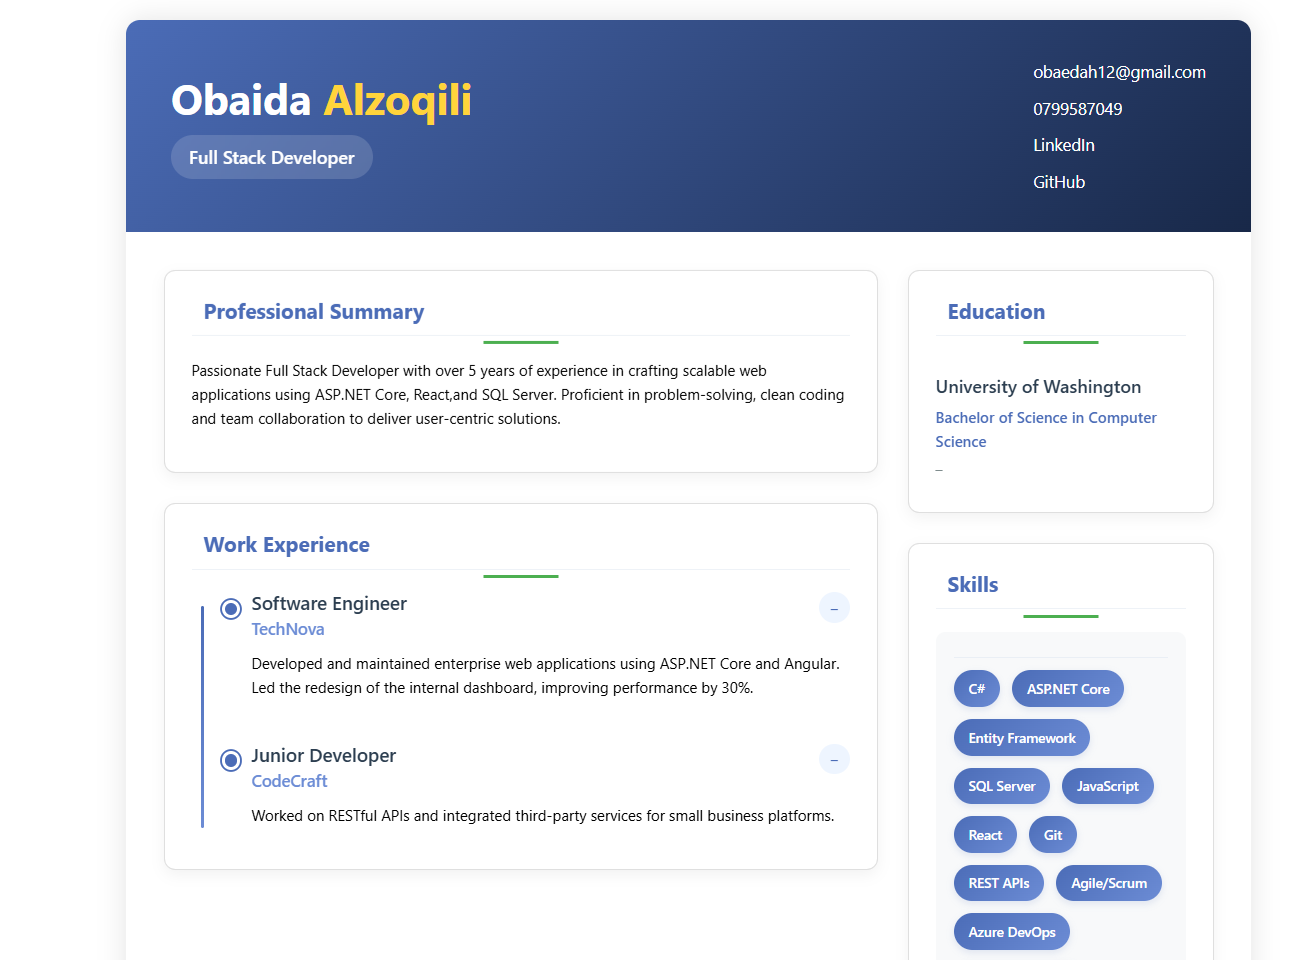 Obaida Alzoqili
Full Stack Developer
obaedah12@gmail.com
0799587049
LinkedIn
GitHub
Professional Summary
Passionate Full Stack Developer with over 5 years of experience in crafting scalable web
applications using ASP.NET Core, React,and SQL Server. Proficient in problem-solving, clean coding
and team collaboration to deliver user-centric solutions.
Work Experience
Software Engineer
–
TechNova
Developed and maintained enterprise web applications using ASP.NET Core and Angular.
Led the redesign of the internal dashboard, improving performance by 30%.
Junior Developer
–
CodeCraft
Worked on RESTful APIs and integrated third-party services for small business platforms.
Education
University of Washington
Bachelor of Science in Computer
Science
–
Skills
C# ASP.NET Core
Entity Framework
SQL Server JavaScript
React Git
REST APIs Agile/Scrum
Azure DevOps